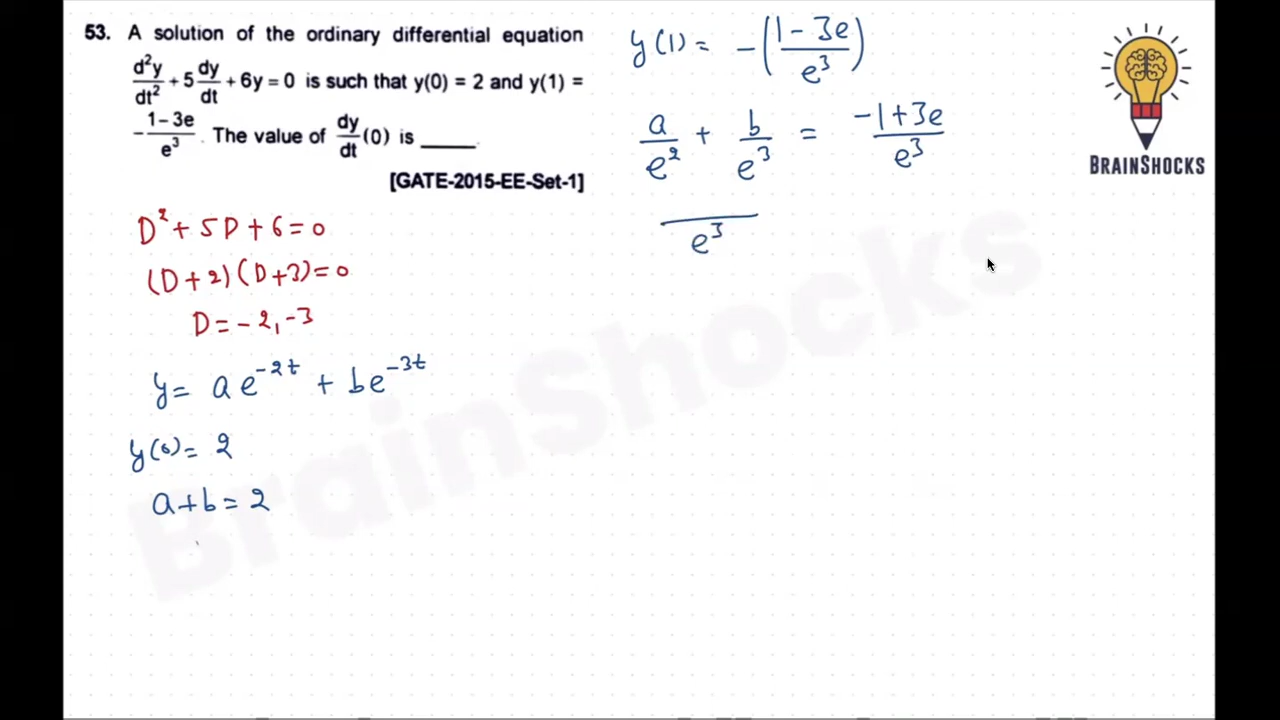 53. A solution of the ordinary differential equation
d²y/dt² + 5 dy/dt + 6y = 0 is such that y(0) = 2 and y(1) =
- (1 - 3e)/e³. The value of dy/dt (0) is _____
[GATE-2015-EE-Set-1]
D² + 5D + 6 = 0
(D + 2)(D + 3) = 0
D = -2, -3
y = a e^(-2t) + b e^(-3t)
y(0) = 2
a + b = 2
y(1) = -((1 - 3e)/e³)
a/e² + b/e³ = (-1 + 3e)/e³
/e³
BRAINSHOCKS
BrainShocks